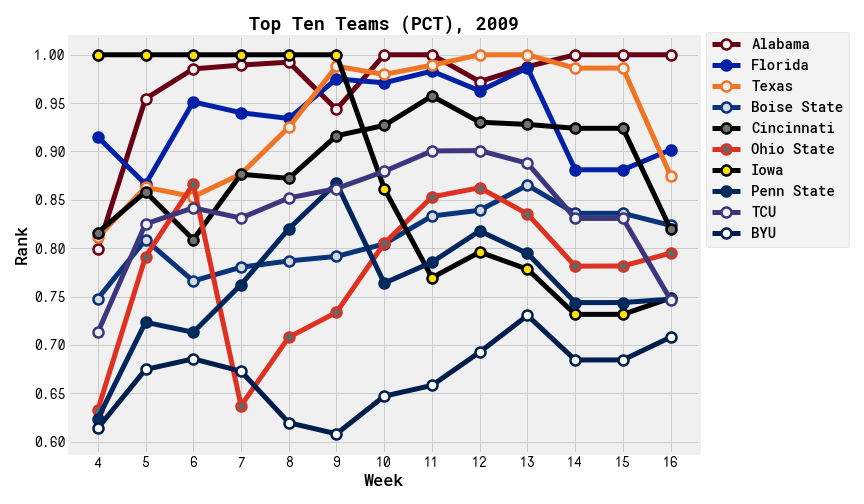 Top Ten Teams (PCT), 2009
1.00
0.95
0.90
0.85
0.80
0.75
0.70
0.65
0.60
Rank
4 5 6 7 8 9 10 11 12 13 14 15 16
Week
Alabama
Florida
Texas
Boise State
Cincinnati
Ohio State
Iowa
Penn State
TCU
BYU